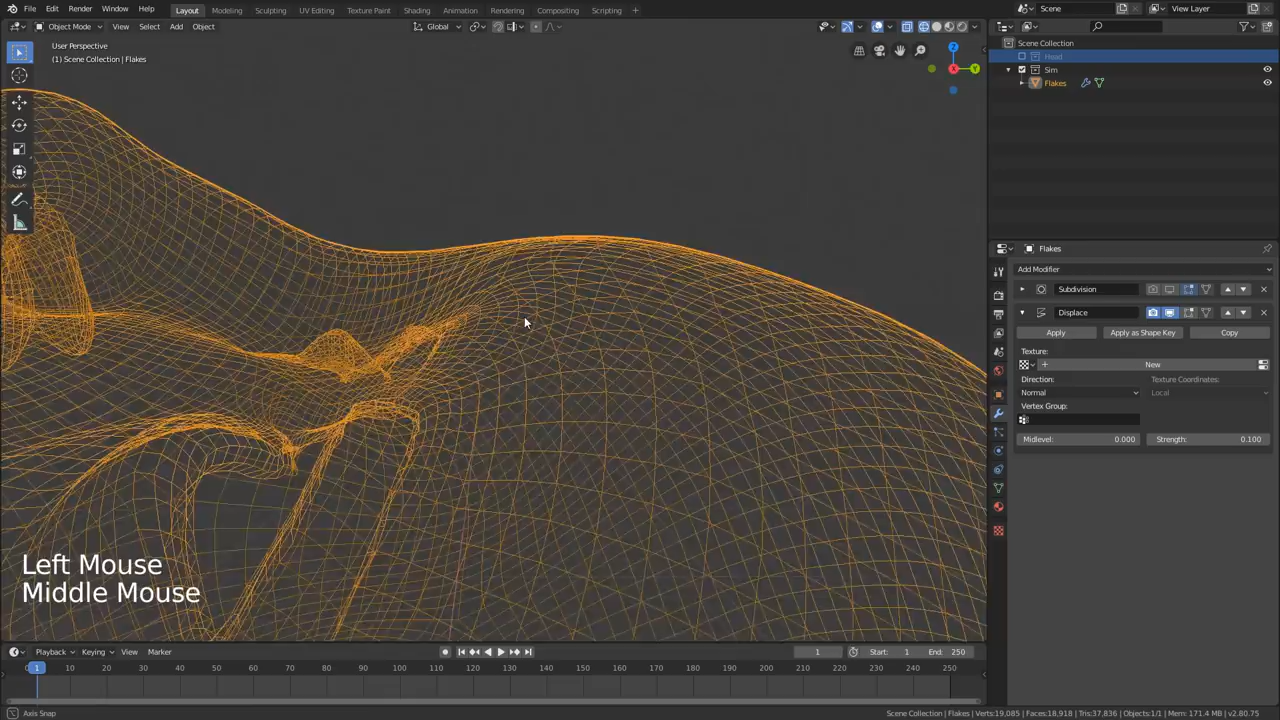 File Edit Render Window Help Layout Modeling Sculpting UV Editing Texture Paint Shading Animation Rendering Compositing Scripting Scene View Layer
Object Mode View Select Add Object Global
User Perspective
(1) Scene Collection | Flakes
Z
X
Y
Scene Collection
Head
Sim
Flakes
Flakes
Add Modifier
Subdivision
Displace
Apply Apply as Shape Key Copy
Texture:
New
Direction: Texture Coordinates:
Normal Local
Vertex Group:
Midlevel: 0.000 Strength: 0.100
Left Mouse
Middle Mouse
Playback Keying View Marker 1 Start: 1 End: 250
0 1 10 20 30 40 50 60 70 80 90 100 110 120 130 140 150 160 170 180 190 200 210 220 230 240 250
Axis Snap Scene Collection | Flakes | Verts:19,085 | Faces:18,918 | Tris:37,836 | Objects:1/1 | Mem: 171.4 MB | v2.80.75